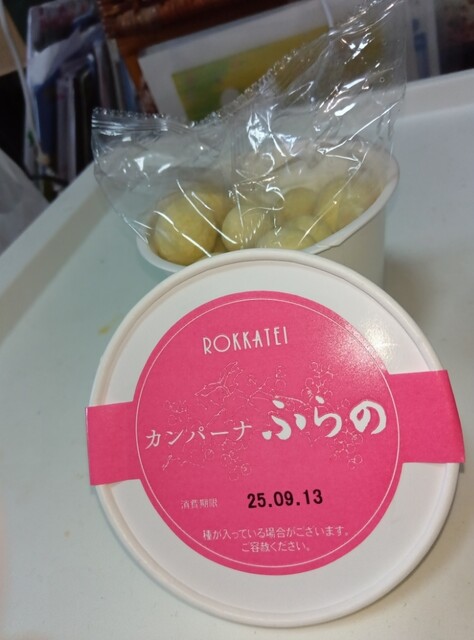 ROKKATEI
カンパーナ ふらの
消費期限 25.09.13
種が入っている場合がございます。
ご容赦ください。